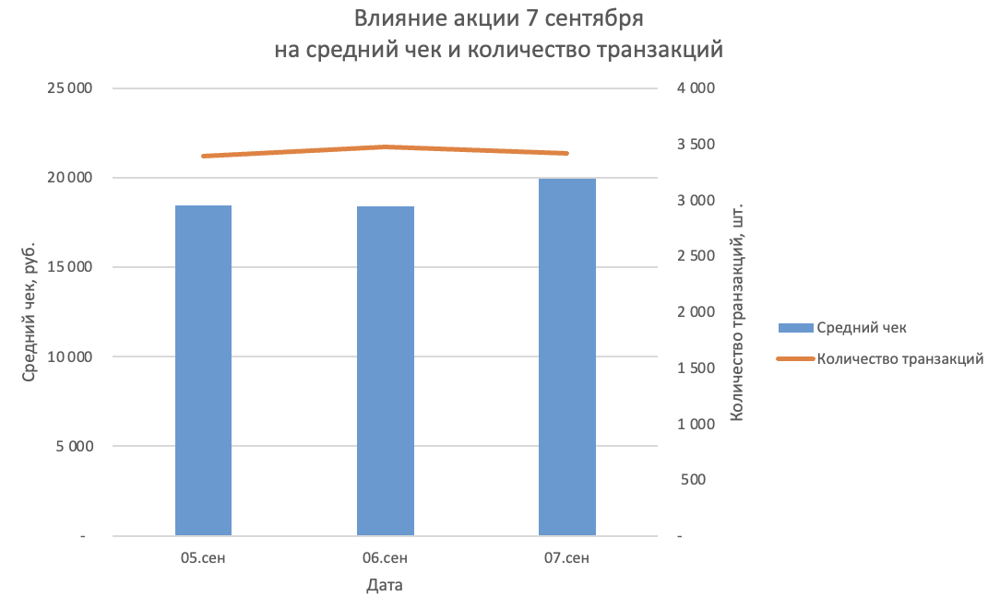 Влияние акции 7 сентября
на средний чек и количество транзакций
25 000
20 000
15 000
10 000
5 000
-
Средний чек, руб.
4 000
3 500
3 000
2 500
2 000
1 500
1 000
500
-
Количество транзакций, шт.
05.сен
06.сен
07.сен
Дата
Средний чек
Количество транзакций